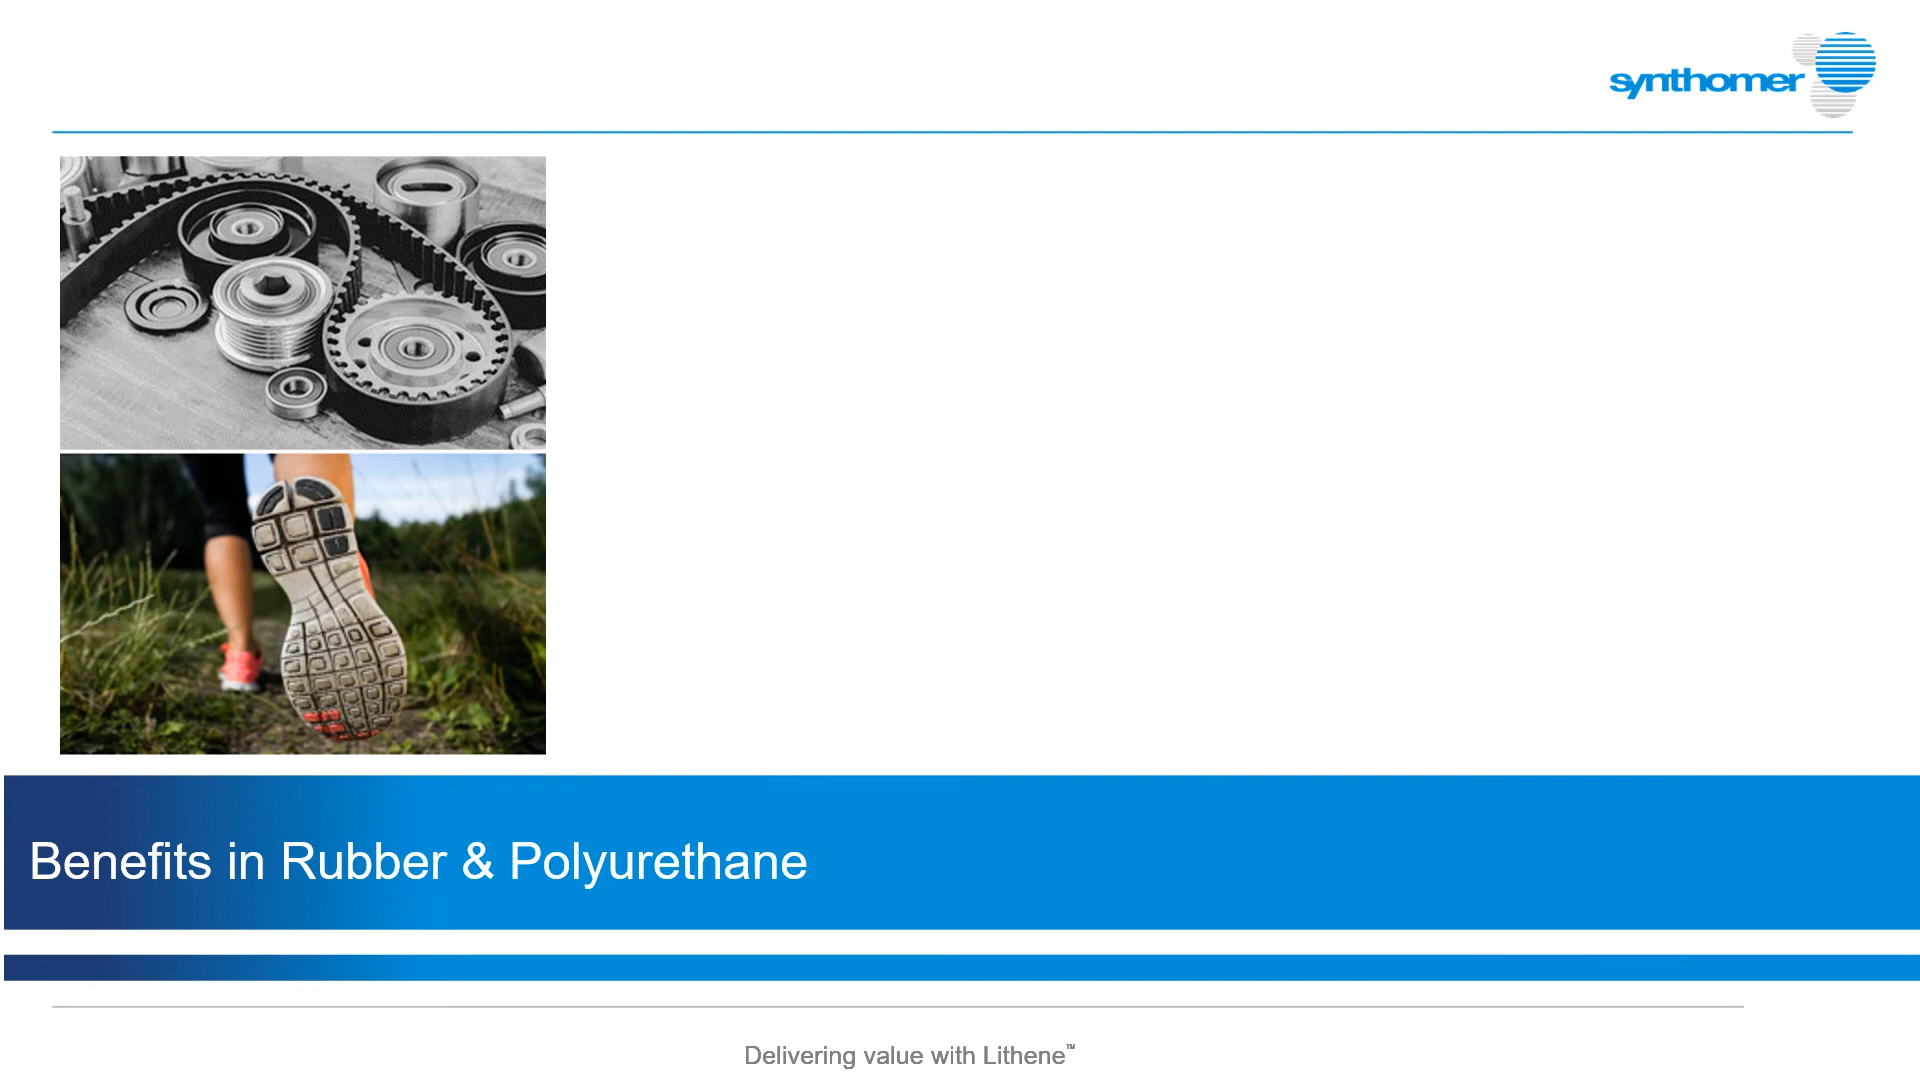 synthomer
Benefits in Rubber & Polyurethane
Delivering value with Lithene™